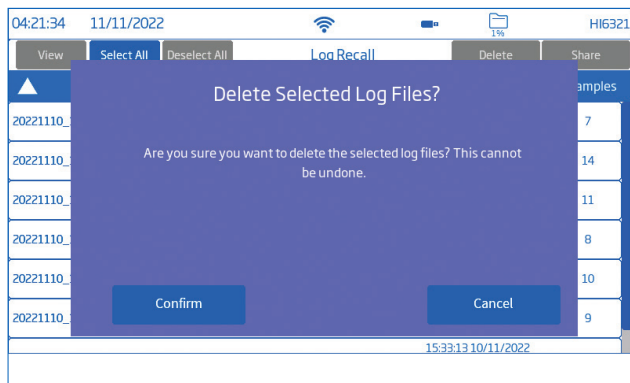 04:21:34 11/11/2022 1% HI6321
View Select All Deselect All Log Recall Delete Share
Delete Selected Log Files?
Are you sure you want to delete the selected log files? This cannot
be undone.
20221110_ 7
20221110_ 14
20221110_ 11
20221110_ 8
20221110_ 10
20221110_ 9
Confirm Cancel
15:33:13 10/11/2022